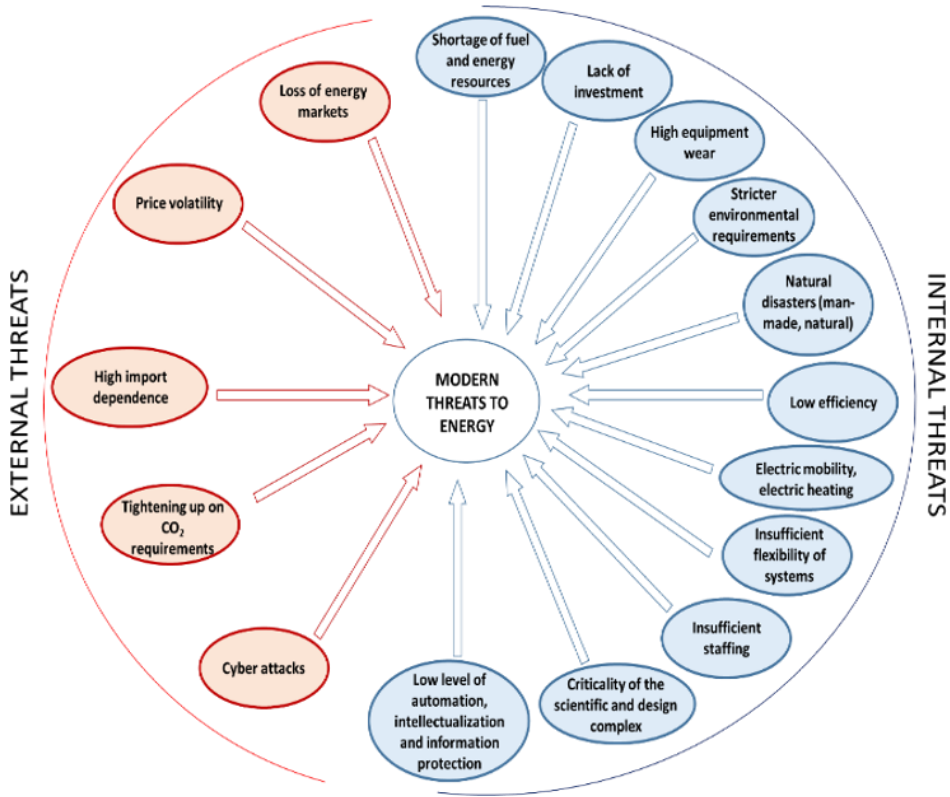 EXTERNAL THREATS
Loss of energy
markets
Price volatility
High import
dependence
Tightening up on
CO₂
requirements
Cyber attacks
MODERN
THREATS TO
ENERGY
Shortage of fuel
and energy
resources
Lack of
investment
High equipment
wear
Stricter
environmental
requirements
Natural
disasters (man-
made, natural)
Low efficiency
Electric mobility,
electric heating
Insufficient
flexibility of
systems
Insufficient
staffing
Criticality of the
scientific and design
complex
Low level of
automation,
intellectualization
and information
protection
INTERNAL THREATS